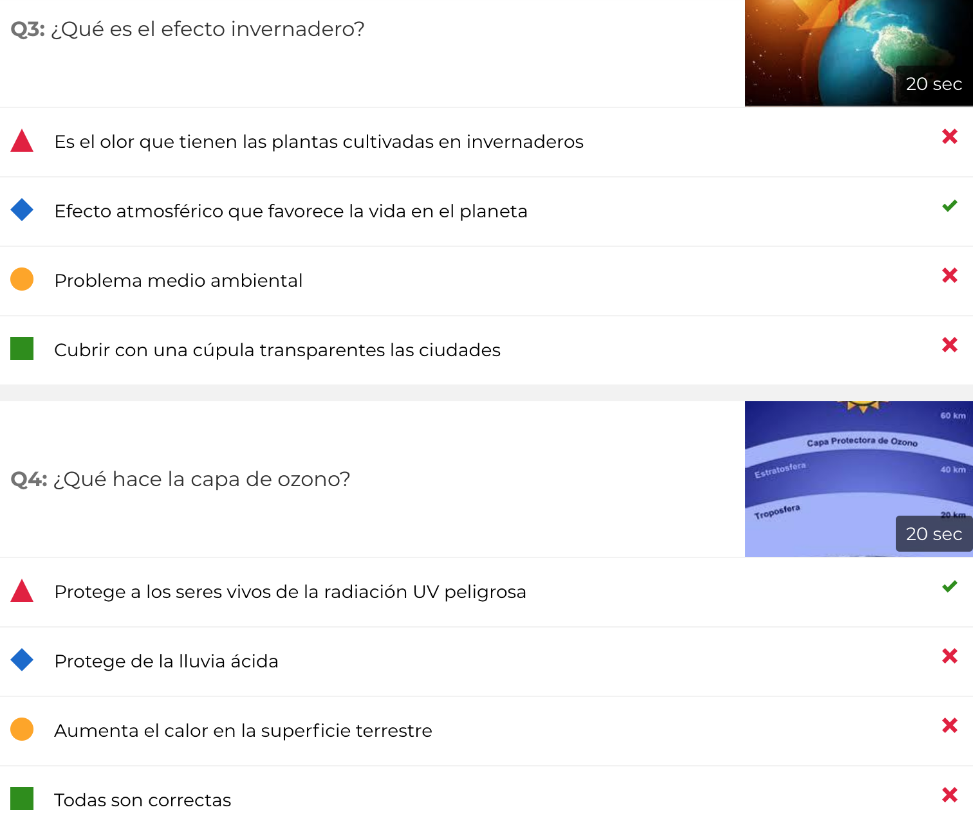 Q3: ¿Qué es el efecto invernadero?
20 sec
Es el olor que tienen las plantas cultivadas en invernaderos
Efecto atmosférico que favorece la vida en el planeta
Problema medio ambiental
Cubrir con una cúpula transparentes las ciudades
60 km
Capa Protectora de Ozono
Estratosfera
40 km
Q4: ¿Qué hace la capa de ozono?
Troposfera
20 km
20 sec
Protege a los seres vivos de la radiación UV peligrosa
Protege de la lluvia ácida
Aumenta el calor en la superficie terrestre
Todas son correctas